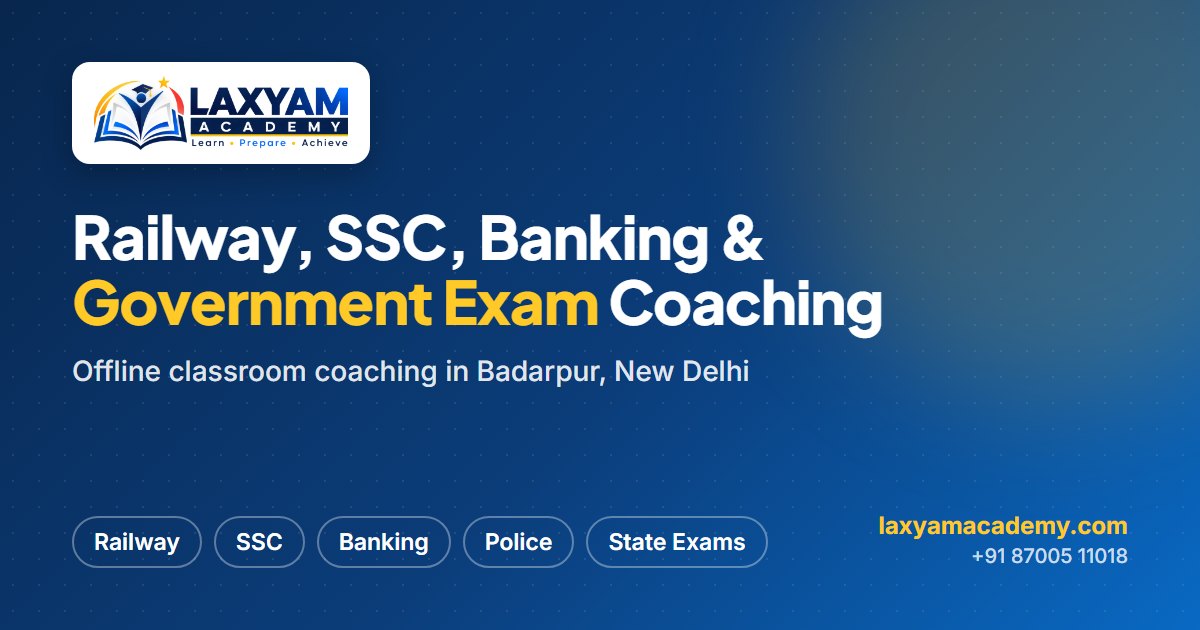 LAXYAM
ACADEMY
Learn • Prepare • Achieve
Railway, SSC, Banking &
Government Exam Coaching
Offline classroom coaching in Badarpur, New Delhi
Railway
SSC
Banking
Police
State Exams
laxyamacademy.com
+91 87005 11018